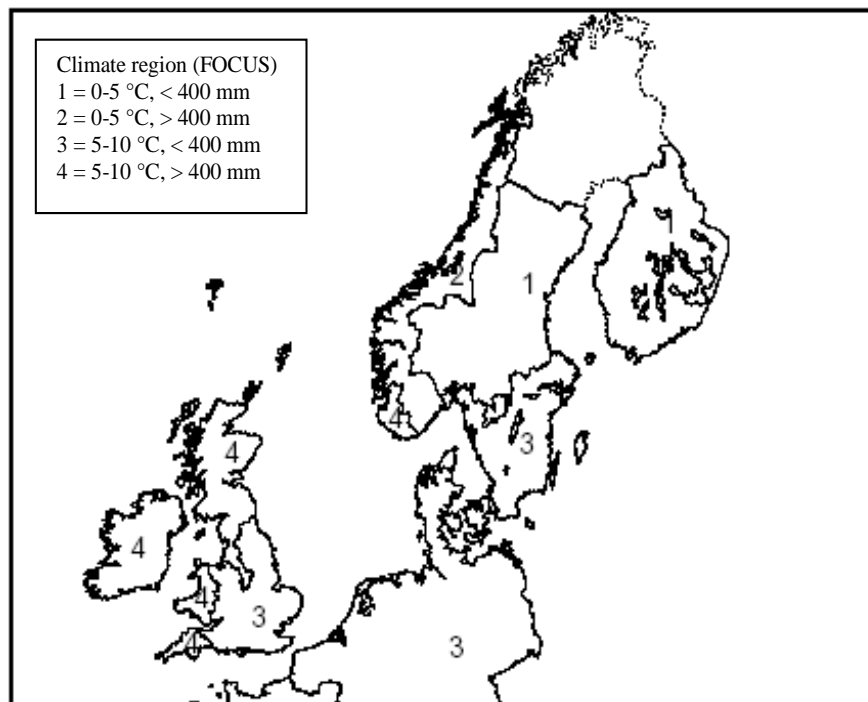 Climate region (FOCUS)
1 = 0-5 °C, < 400 mm
2 = 0-5 °C, > 400 mm
3 = 5-10 °C, < 400 mm
4 = 5-10 °C, > 400 mm
1
2
1
4
3
4
4
4
3
4
3